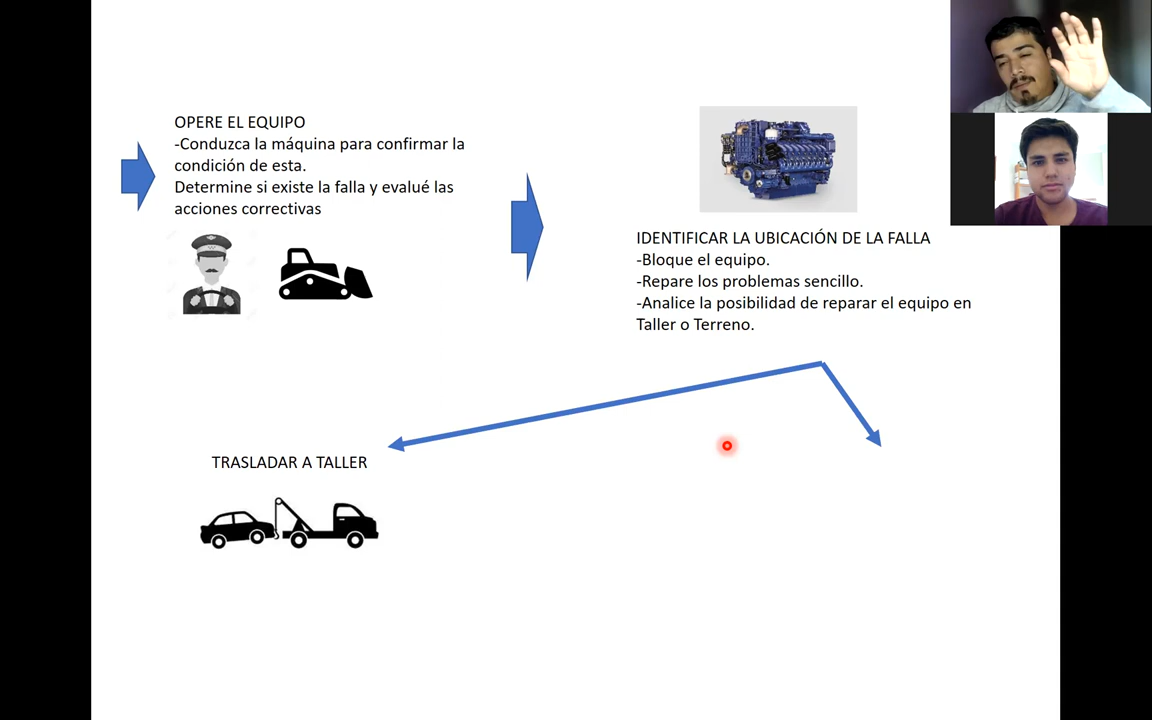 OPERE EL EQUIPO
-Conduzca la máquina para confirmar la
condición de esta.
Determine si existe la falla y evalué las
acciones correctivas
IDENTIFICAR LA UBICACIÓN DE LA FALLA
-Bloque el equipo.
-Repare los problemas sencillo.
-Analice la posibilidad de reparar el equipo en
Taller o Terreno.
TRASLADAR A TALLER